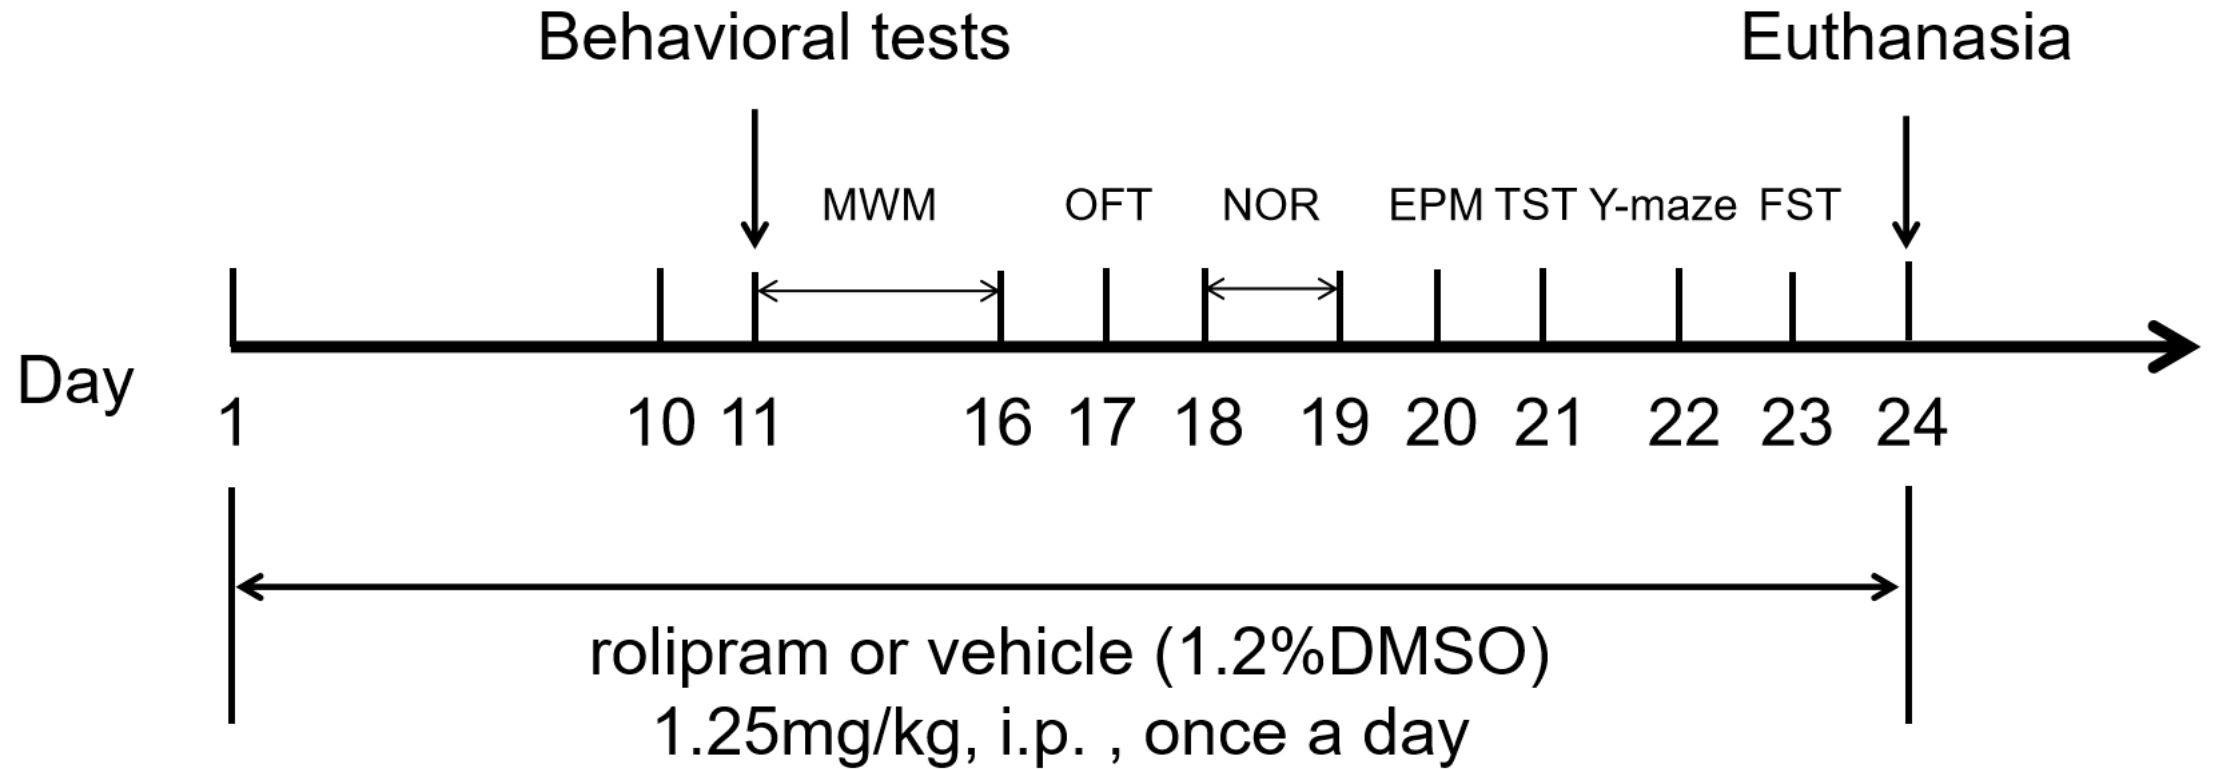 Behavioral tests Euthanasia
MWM OFT NOR EPM TST Y-maze FST
Day
1 10 11 16 17 18 19 20 21 22 23 24
rolipram or vehicle (1.2%DMSO)
1.25mg/kg, i.p. , once a day